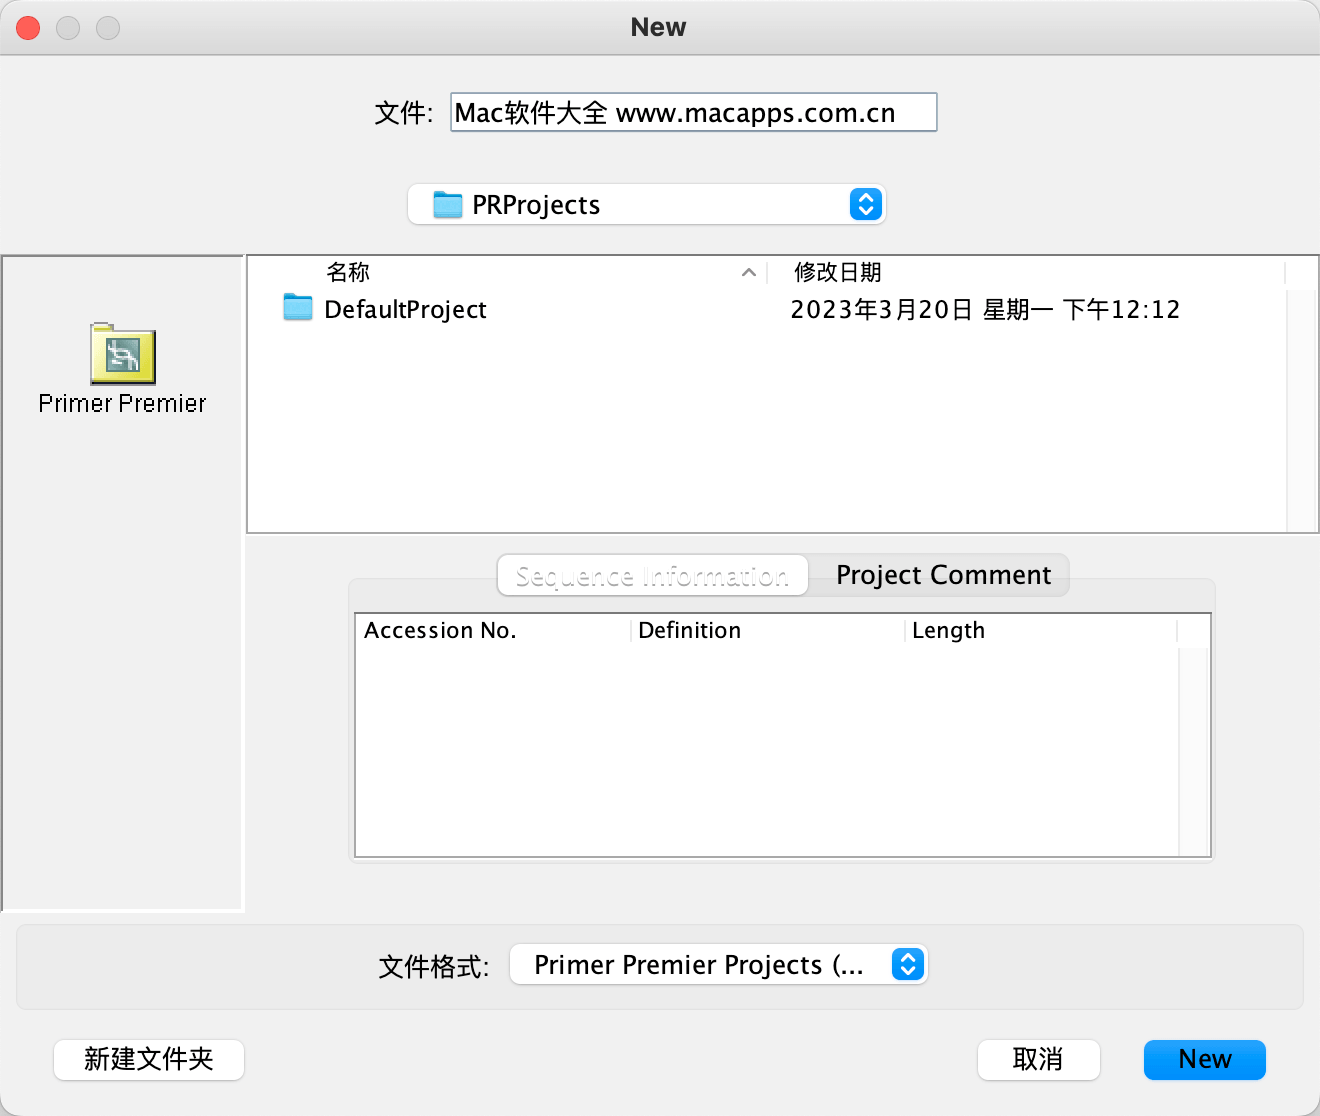 New
文件: Mac软件大全 www.macapps.com.cn
PRProjects
名称 修改日期
DefaultProject 2023年3月20日 星期一 下午12:12
Primer Premier
Sequence Information Project Comment
Accession No. Definition Length
文件格式: Primer Premier Projects (...
新建文件夹 取消 New